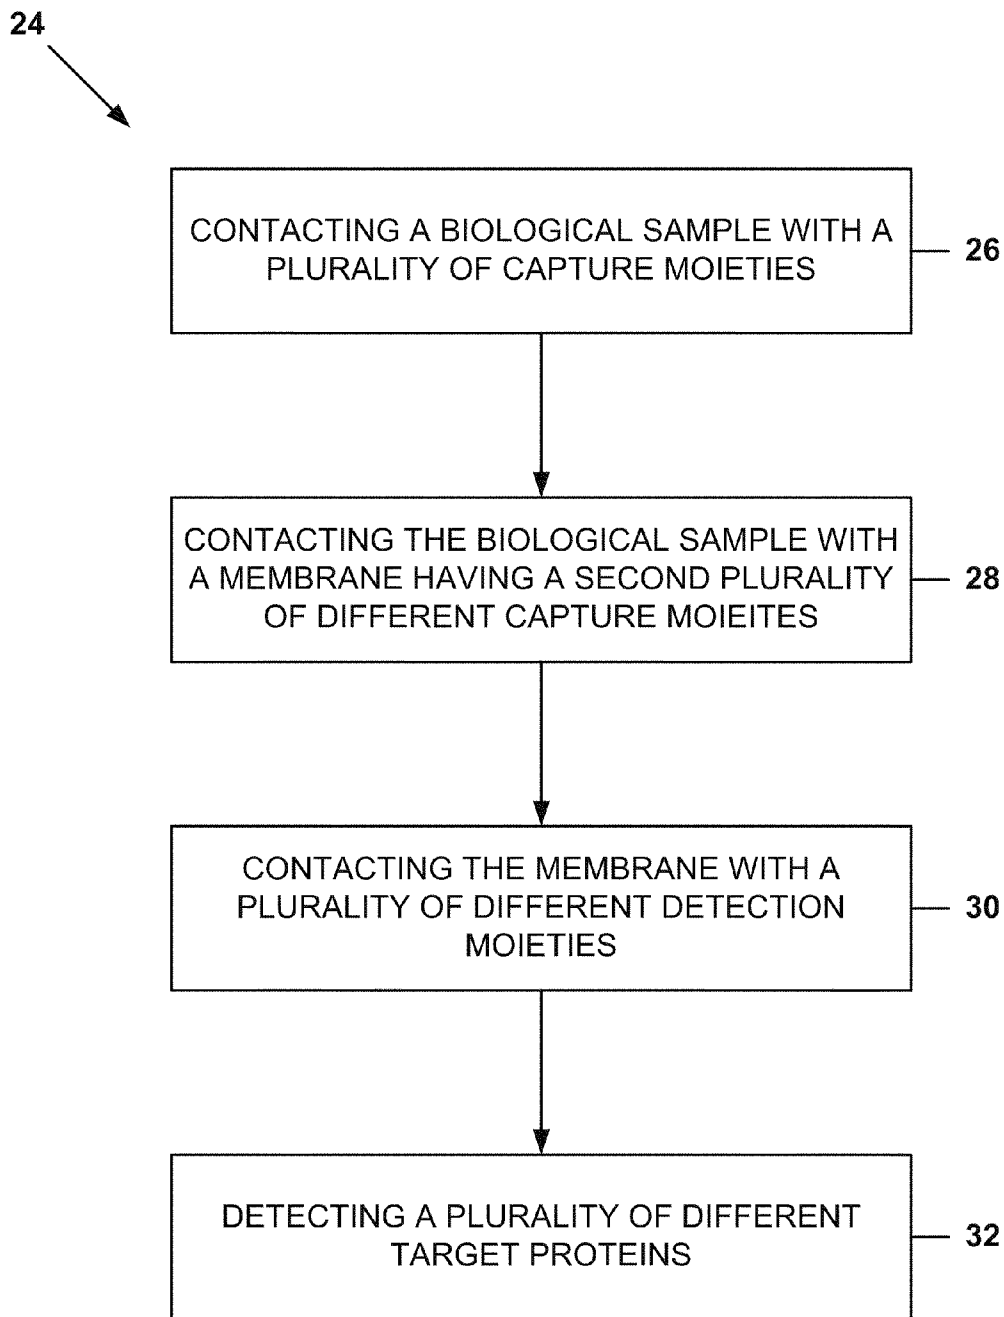 24
CONTACTING A BIOLOGICAL SAMPLE WITH A
PLURALITY OF CAPTURE MOIETIES
26
CONTACTING THE BIOLOGICAL SAMPLE WITH
A MEMBRANE HAVING A SECOND PLURALITY
OF DIFFERENT CAPTURE MOIEITES
28
CONTACTING THE MEMBRANE WITH A
PLURALITY OF DIFFERENT DETECTION
MOIETIES
30
DETECTING A PLURALITY OF DIFFERENT
TARGET PROTEINS
32